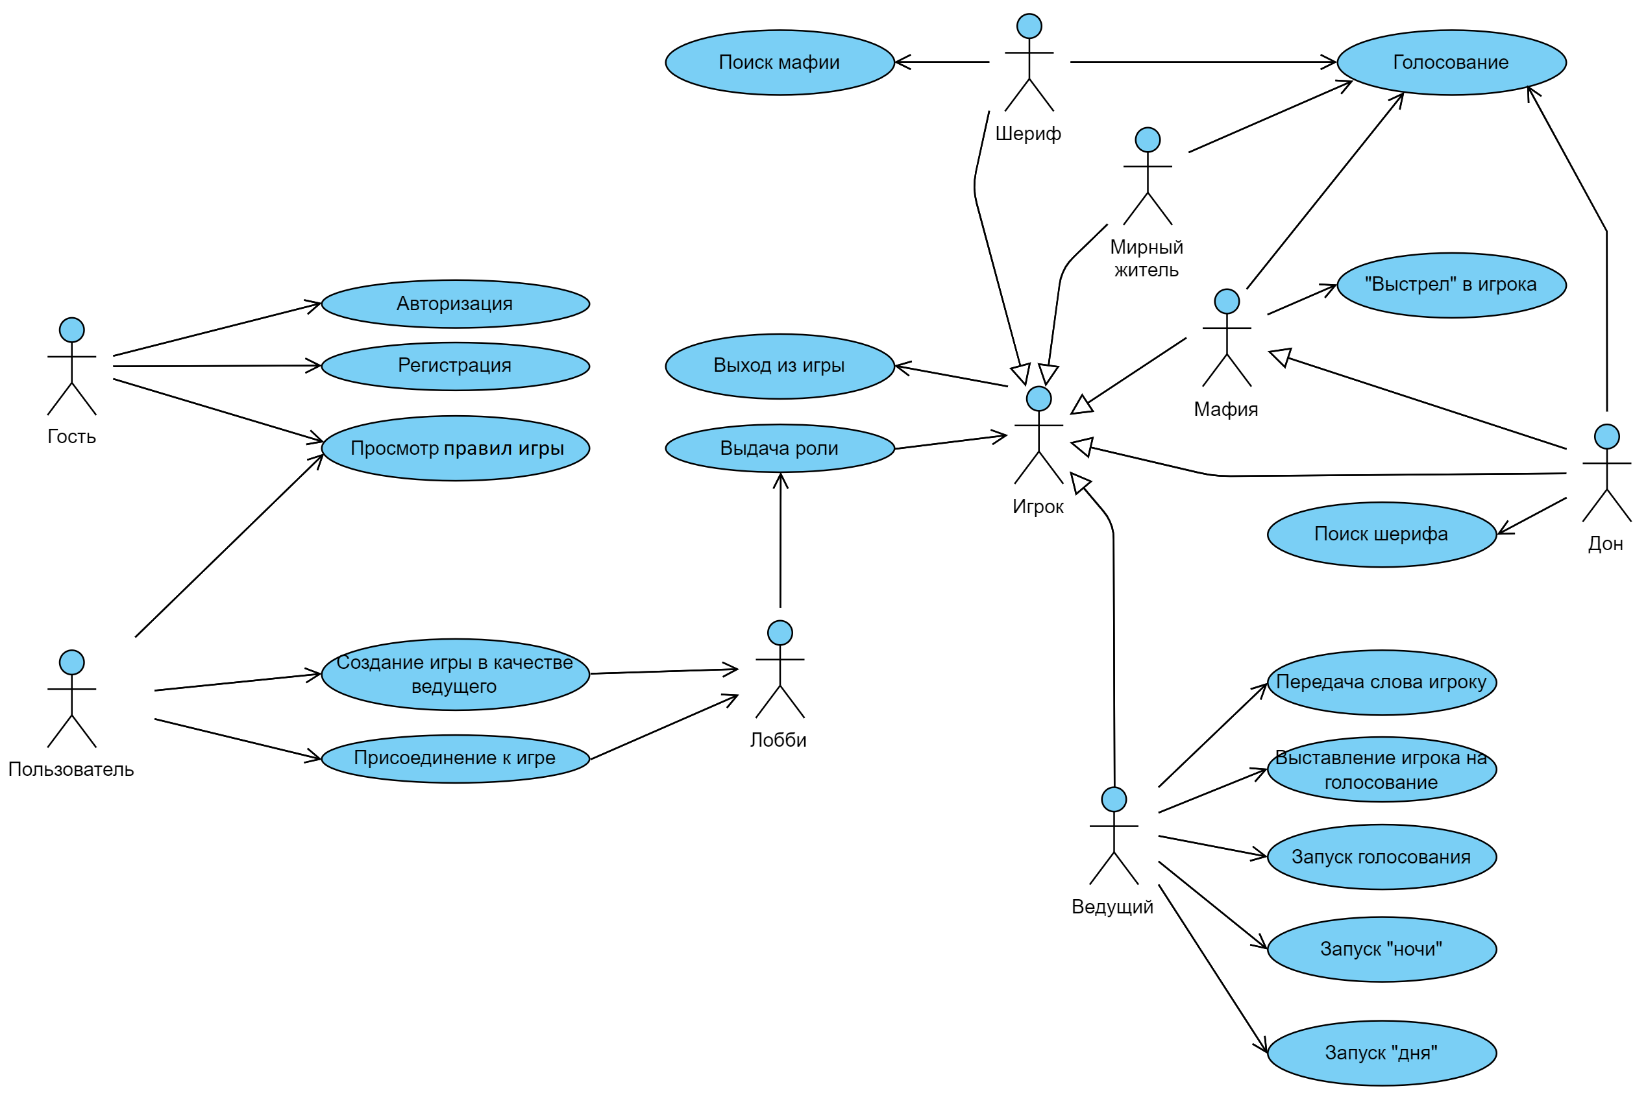 Поиск мафии
Голосование
Шериф
Мирный
житель
"Выстрел" в игрока
Авторизация
Регистрация
Просмотр правил игры
Гость
Выход из игры
Выдача роли
Игрок
Мафия
Поиск шерифа
Дон
Создание игры в качестве
ведущего
Присоединение к игре
Пользователь
Лобби
Передача слова игроку
Выставление игрока на
голосование
Запуск голосования
Ведущий
Запуск "ночи"
Запуск "дня"